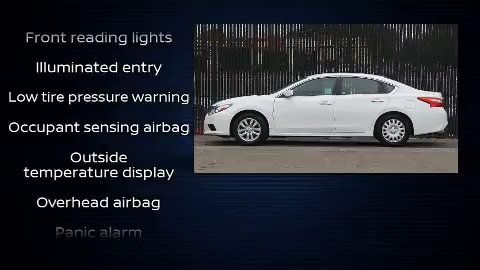 Front reading lights
Illuminated entry
Low tire pressure warning
Occupant sensing airbag
Outside
temperature display
Overhead airbag
Panic alarm